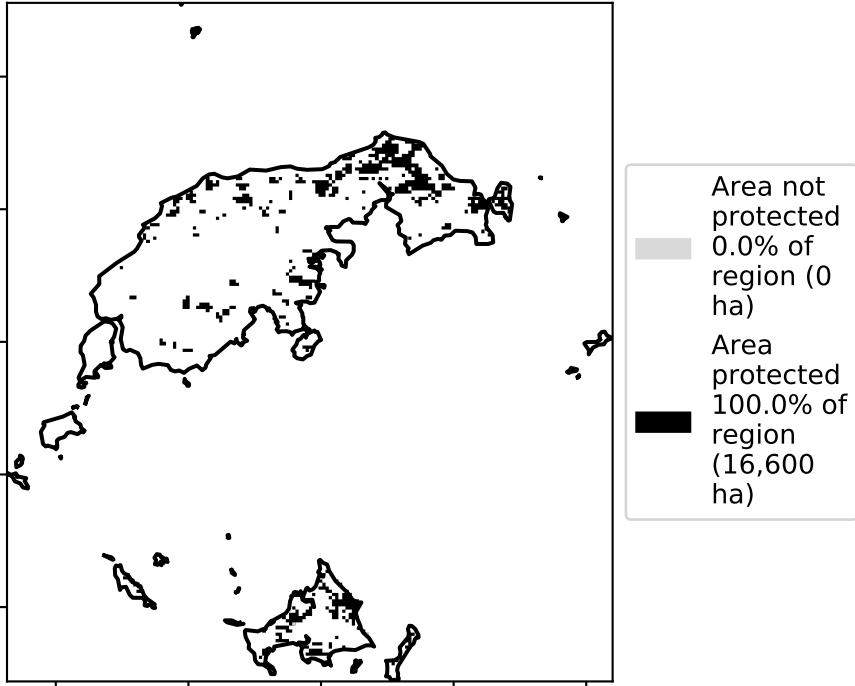 Area not
protected
0.0% of
region (0
ha)
Area
protected
100.0% of
region
(16,600
ha)